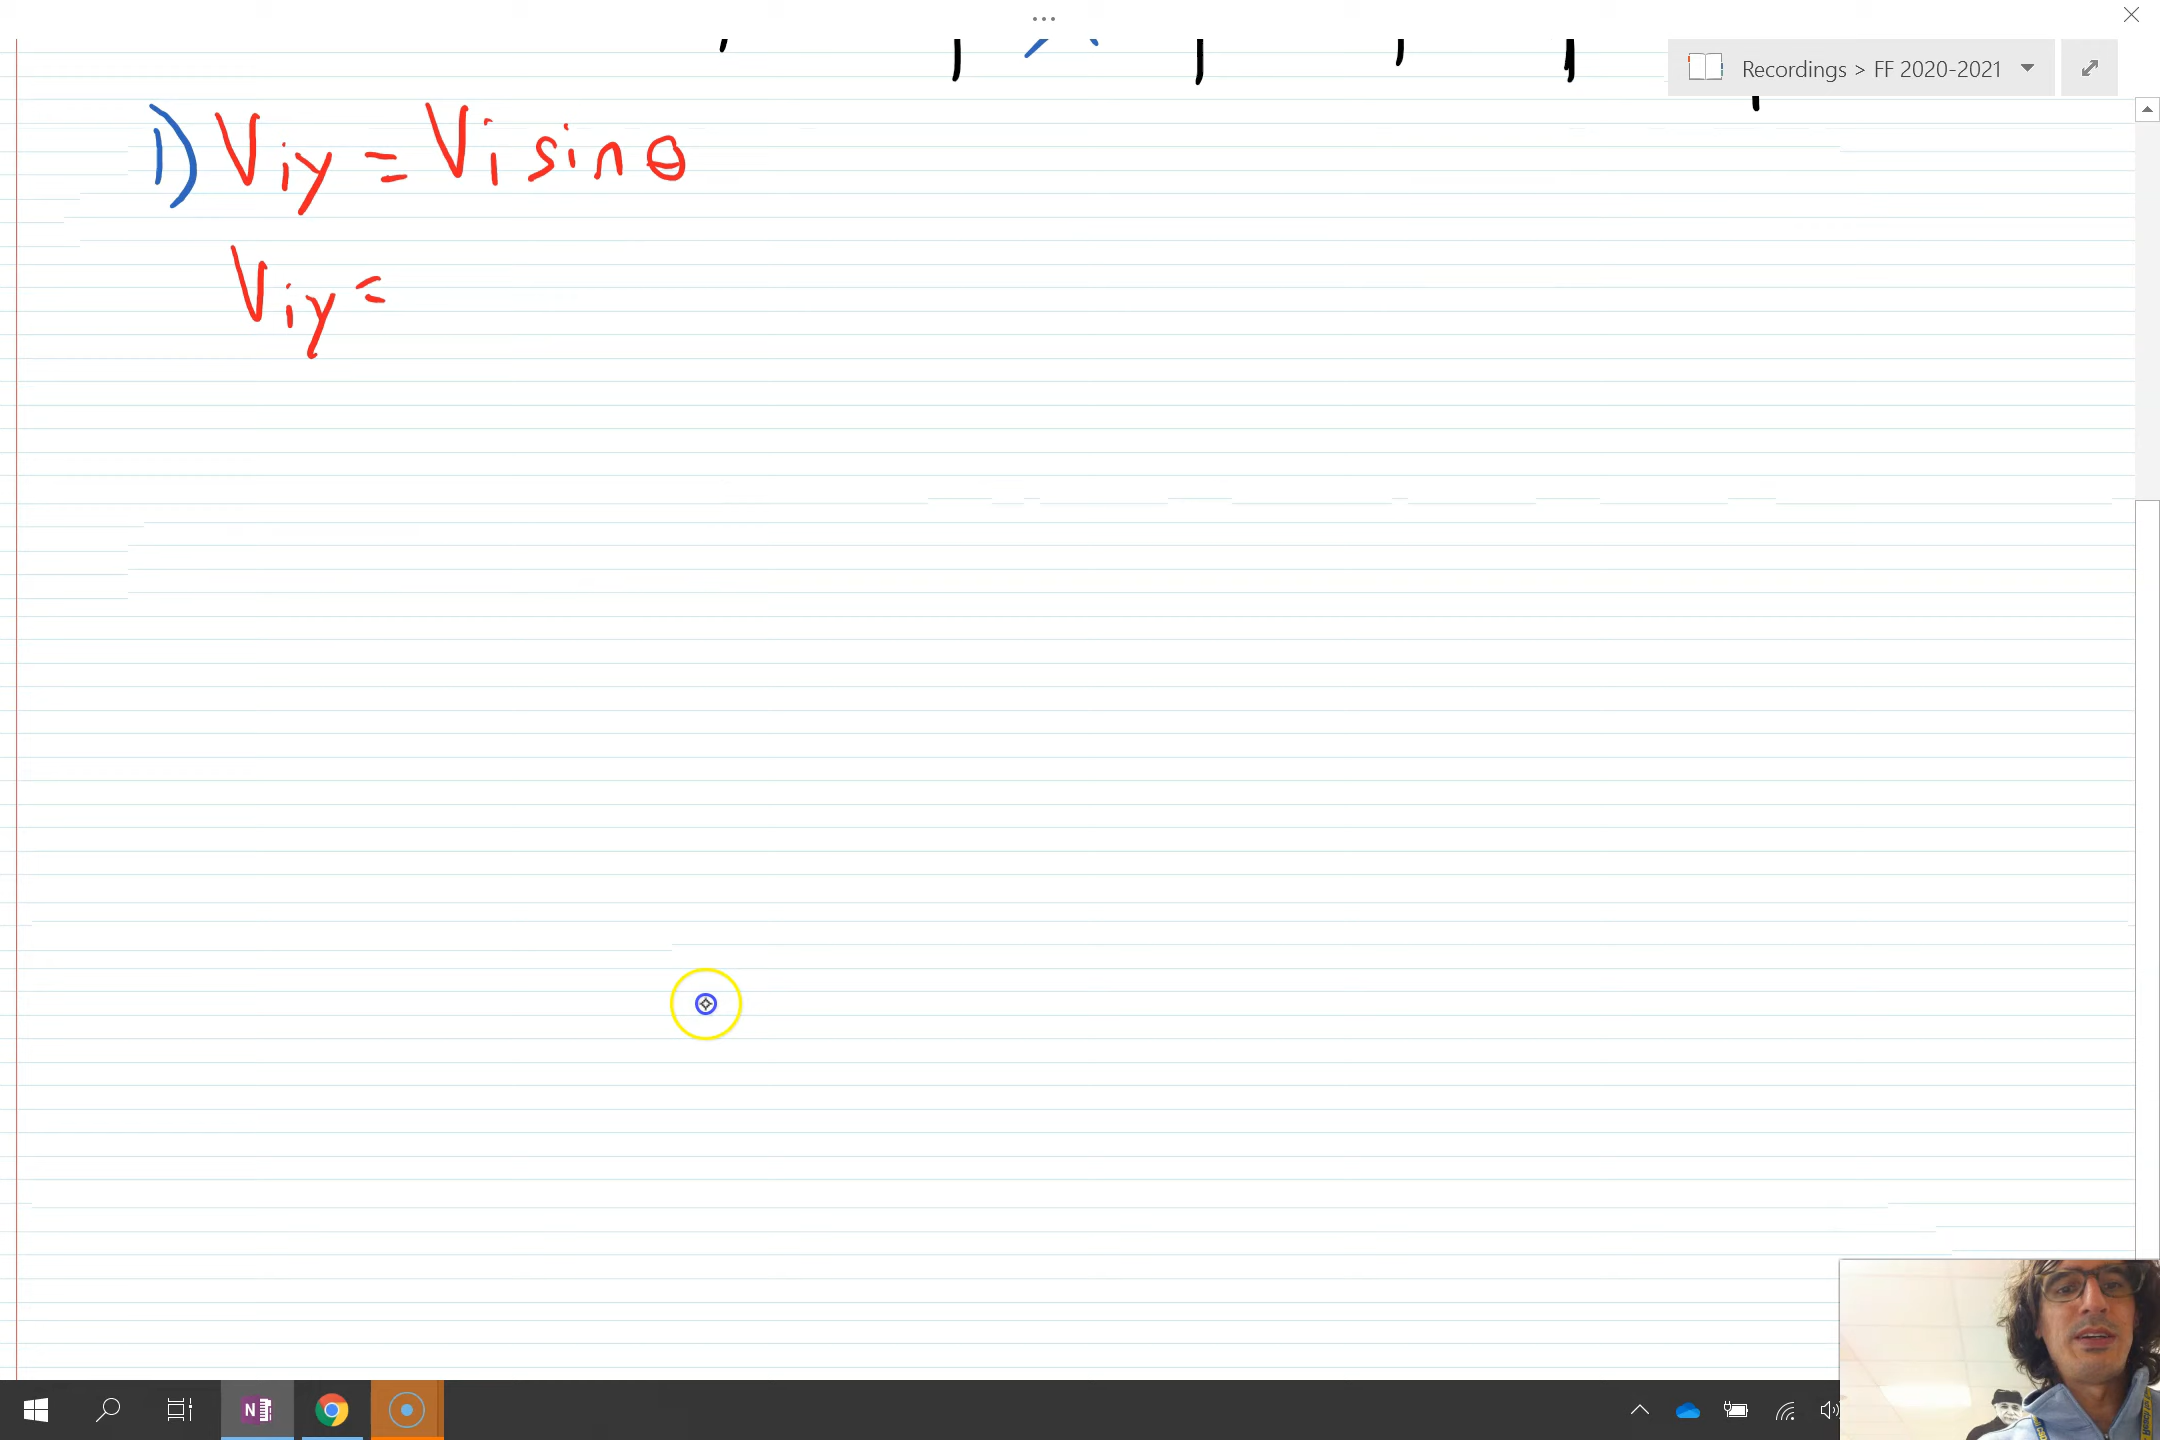 Recordings > FF 2020-2021
1) Viy = Vi sin θ
Viy =